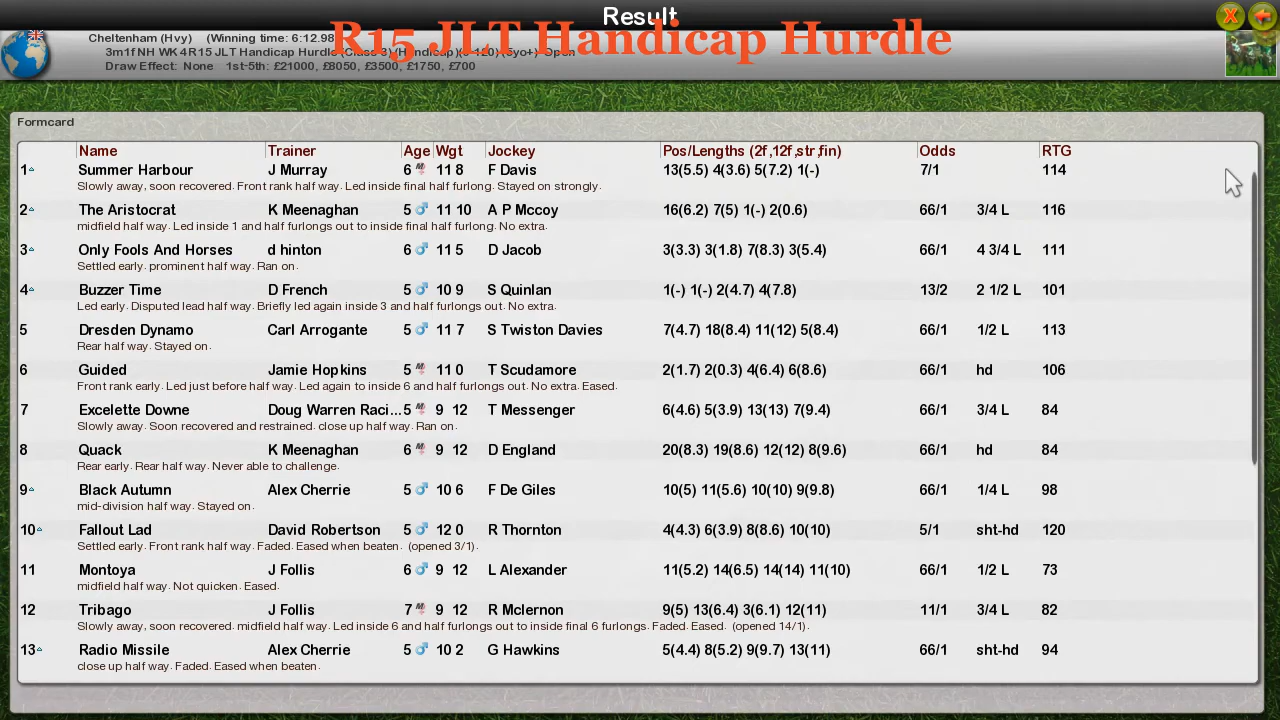 Result
R15 JLT Handicap Hurdle
Cheltenham (Hvy) (Winning time: 6:12.98
3m1f NH WK4 R15 JLT Handicap Hurdle (Class 3) (Handicap)(0-120) (5yo+) Open
Draw Effect: None 1st-5th: £21000, £8050, £3500, £1750, £700
Formcard
Name Trainer Age Wgt Jockey Pos/Lengths (2f,12f,str,fin) Odds RTG
1 Summer Harbour J Murray 6 11 8 F Davis 13(5.5) 4(3.6) 5(7.2) 1(-) 7/1 114
Slowly away, soon recovered. Front rank half way. Led inside final half furlong. Stayed on strongly.
2 The Aristocrat K Meenaghan 5 11 10 A P Mccoy 16(6.2) 7(5) 1(-) 2(0.6) 66/1 3/4 L 116
midfield half way. Led inside 1 and half furlongs out to inside final half furlong. No extra.
3 Only Fools And Horses d hinton 6 11 5 D Jacob 3(3.3) 3(1.8) 7(8.3) 3(5.4) 66/1 4 3/4 L 111
Settled early. prominent half way. Ran on.
4 Buzzer Time D French 5 10 9 S Quinlan 1(-) 1(-) 2(4.7) 4(7.8) 13/2 2 1/2 L 101
Led early. Disputed lead half way. Briefly led again inside 3 and half furlongs out. No extra.
5 Dresden Dynamo Carl Arrogante 5 11 7 S Twiston Davies 7(4.7) 18(8.4) 11(12) 5(8.4) 66/1 1/2 L 113
Rear half way. Stayed on.
6 Guided Jamie Hopkins 5 11 0 T Scudamore 2(1.7) 2(0.3) 4(6.4) 6(8.6) 66/1 hd 106
Front rank early. Led just before half way. Led again to inside 6 and half furlongs out. No extra. Eased.
7 Excelette Downe Doug Warren Raci... 5 9 12 T Messenger 6(4.6) 5(3.9) 13(13) 7(9.4) 66/1 3/4 L 84
Slowly away. Soon recovered and restrained. close up half way. Ran on.
8 Quack K Meenaghan 6 9 12 D England 20(8.3) 19(8.6) 12(12) 8(9.6) 66/1 hd 84
Rear early. Rear half way. Never able to challenge.
9 Black Autumn Alex Cherrie 5 10 6 F De Giles 10(5) 11(5.6) 10(10) 9(9.8) 66/1 1/4 L 98
mid-division half way. Stayed on.
10 Fallout Lad David Robertson 5 12 0 R Thornton 4(4.3) 6(3.9) 8(8.6) 10(10) 5/1 sht-hd 120
Settled early. Front rank half way. Faded. Eased when beaten. (opened 3/1).
11 Montoya J Follis 6 9 12 L Alexander 11(5.2) 14(6.5) 14(14) 11(10) 66/1 1/2 L 73
midfield half way. Not quicken. Eased.
12 Tribago J Follis 7 9 12 R Mclernon 9(5) 13(6.4) 3(6.1) 12(11) 11/1 3/4 L 82
Slowly away, soon recovered. midfield half way. Led inside 6 and half furlongs out to inside final 6 furlongs. Faded. Eased. (opened 14/1).
13 Radio Missile Alex Cherrie 5 10 2 G Hawkins 5(4.4) 8(5.2) 9(9.7) 13(11) 66/1 sht-hd 94
close up half way. Faded. Eased when beaten.